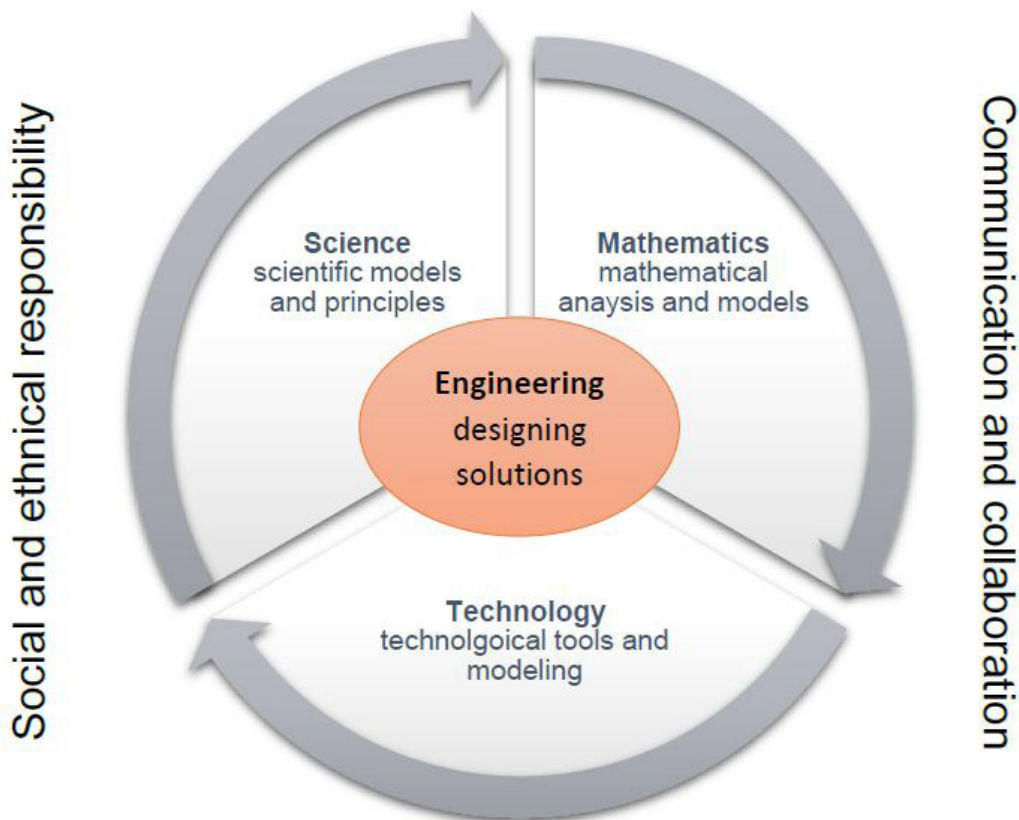 Social and ethnical responsibility
Science
scientific models
and principles
Mathematics
mathematical
anaysis and models
Engineering
designing
solutions
Technology
technolgoical tools and
modeling
Communication and collaboration